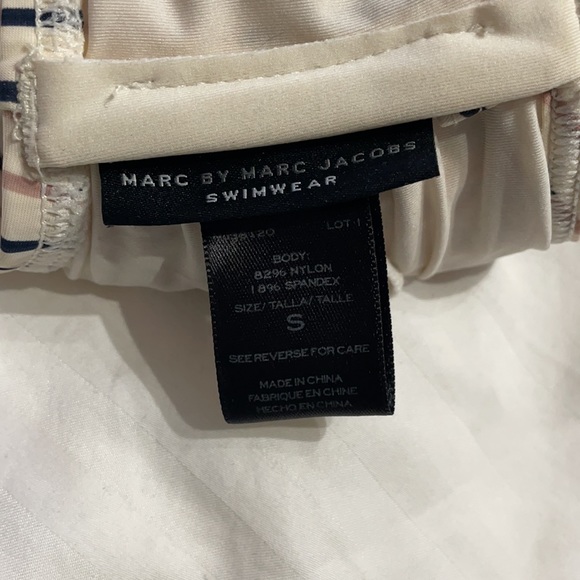 MARC BY MARC JACOBS
SWIMWEAR
LOT 1
BODY:
82% NYLON
18% SPANDEX
SIZE/TALLA/TAILLE
S
SEE REVERSE FOR CARE
MADE IN CHINA
FABRIQUE EN CHINE
HECHO EN CHINA